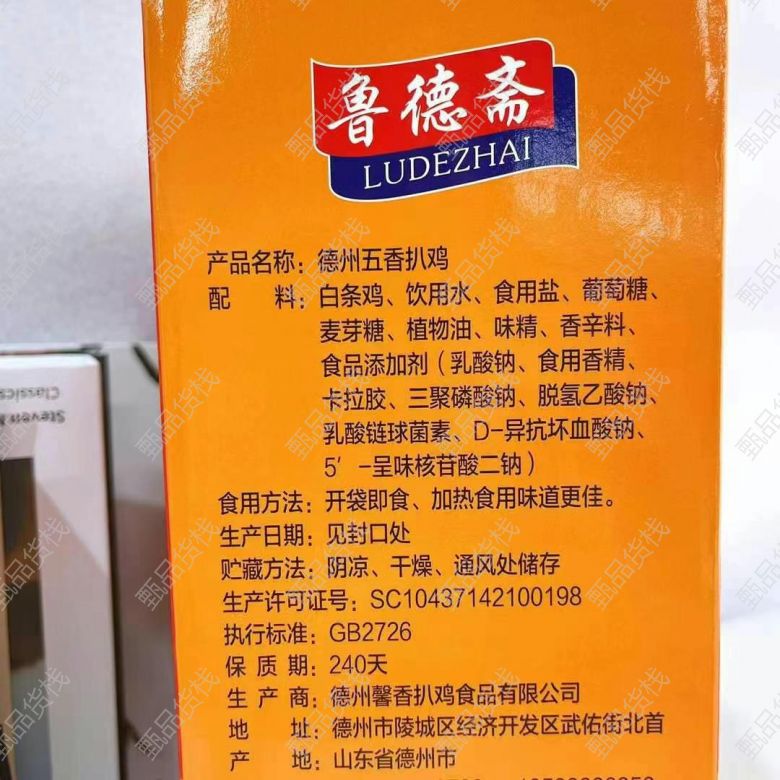 鲁德斋
LUDEZHAI
产品名称：德州五香扒鸡
配 料：白条鸡、饮用水、食用盐、葡萄糖、
麦芽糖、植物油、味精、香辛料、
食品添加剂（乳酸钠、食用香精、
卡拉胶、三聚磷酸钠、脱氢乙酸钠、
乳酸链球菌素、D-异抗坏血酸钠、
5′-呈味核苷酸二钠）
食用方法：开袋即食、加热食用味道更佳。
生产日期：见封口处
贮藏方法：阴凉、干燥、通风处储存
生产许可证号：SC10437142100198
执行标准：GB2726
保 质 期：240天
生 产 商：德州馨香扒鸡食品有限公司
地 址：德州市陵城区经济开发区武佑街北首
产 地：山东省德州市
Steven
Classics
甄品货栈